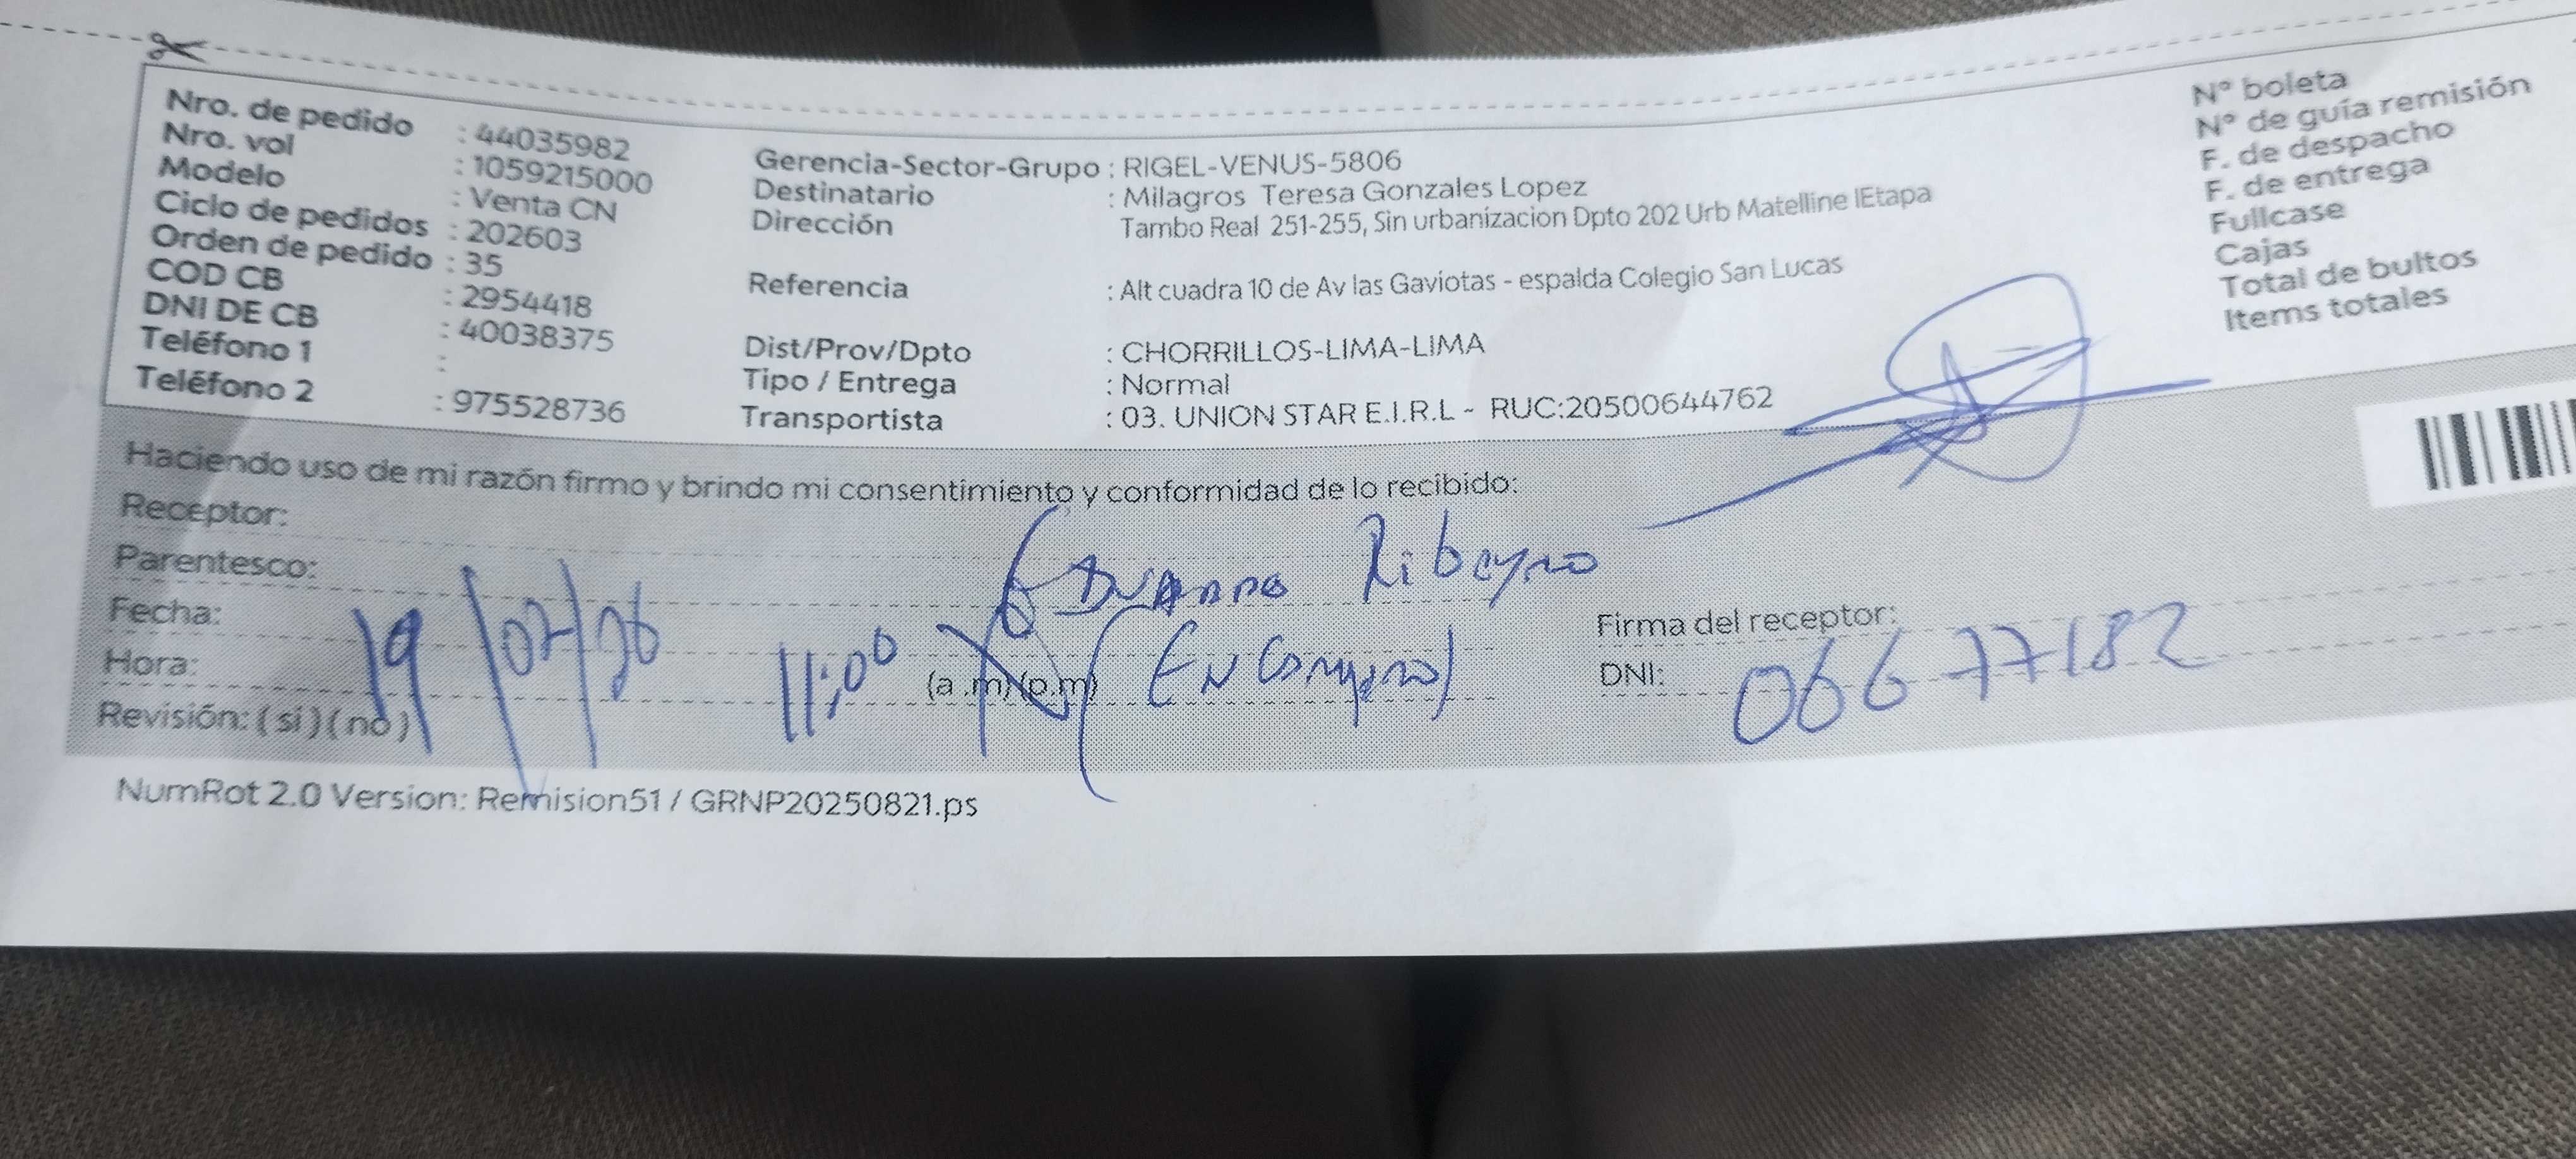 Nro. de pedido : 44035982
Nro. vol : 1059215000
Modelo : Venta CN
Ciclo de pedidos : 202603
Orden de pedido : 35
COD CB : 2954418
DNI DE CB : 40038375
Teléfono 1 :
Teléfono 2 : 975528736
Gerencia-Sector-Grupo : RIGEL-VENUS-5806
Destinatario : Milagros Teresa Gonzales Lopez
Dirección Tambo Real 251-255, Sin urbanizacion Dpto 202 Urb Matelline IEtapa
Referencia : Alt cuadra 10 de Av las Gaviotas - espalda Colegio San Lucas
Dist/Prov/Dpto : CHORRILLOS-LIMA-LIMA
Tipo / Entrega : Normal
Transportista : 03. UNION STAR E.I.R.L - RUC:20500644762
Nº boleta
Nº de guía remisión
F. de despacho
F. de entrega
Fullcase
Cajas
Total de bultos
Items totales
Haciendo uso de mi razón firmo y brindo mi consentimiento y conformidad de lo recibido:
Receptor:
Ribeyro
Parentesco:
Fecha: 19/02/26
Hora: 11:00 (a.m)(p.m)
Revisión: (si)(no)
Firma del receptor:
DNI: 06677182
NumRot 2.0 Version: Remision51 / GRNP20250821.ps